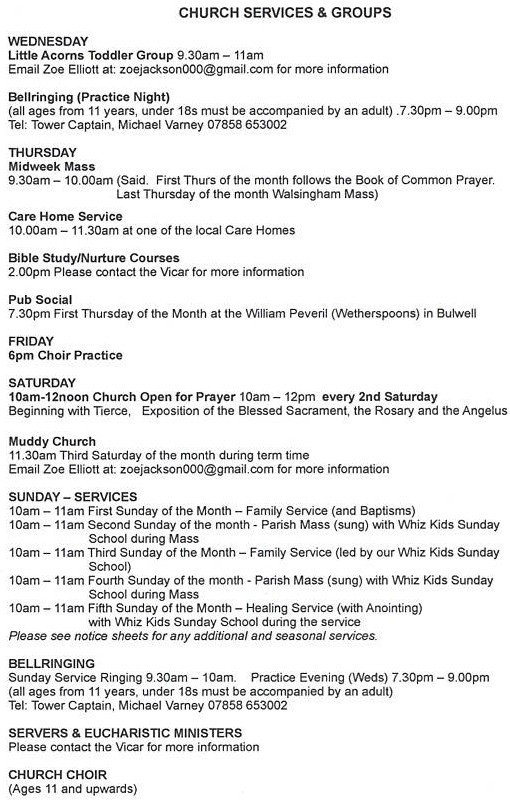 CHURCH SERVICES & GROUPS
WEDNESDAY
Little Acorns Toddler Group 9.30am – 11am
Email Zoe Elliott at: zoejackson000@gmail.com for more information
Bellringing (Practice Night)
(all ages from 11 years, under 18s must be accompanied by an adult) .7.30pm – 9.00pm
Tel: Tower Captain, Michael Varney 07858 653002
THURSDAY
Midweek Mass
9.30am – 10.00am (Said. First Thurs of the month follows the Book of Common Prayer.
Last Thursday of the month Walsingham Mass)
Care Home Service
10.00am – 11.30am at one of the local Care Homes
Bible Study/Nurture Courses
2.00pm Please contact the Vicar for more information
Pub Social
7.30pm First Thursday of the Month at the William Peveril (Wetherspoons) in Bulwell
FRIDAY
6pm Choir Practice
SATURDAY
10am-12noon Church Open for Prayer 10am – 12pm every 2nd Saturday
Beginning with Tierce, Exposition of the Blessed Sacrament, the Rosary and the Angelus
Muddy Church
11.30am Third Saturday of the month during term time
Email Zoe Elliott at: zoejackson000@gmail.com for more information
SUNDAY – SERVICES
10am – 11am First Sunday of the Month – Family Service (and Baptisms)
10am – 11am Second Sunday of the month - Parish Mass (sung) with Whiz Kids Sunday
School during Mass
10am – 11am Third Sunday of the Month – Family Service (led by our Whiz Kids Sunday
School)
10am – 11am Fourth Sunday of the month - Parish Mass (sung) with Whiz Kids Sunday
School during Mass
10am – 11am Fifth Sunday of the Month – Healing Service (with Anointing)
with Whiz Kids Sunday School during the service
Please see notice sheets for any additional and seasonal services.
BELLRINGING
Sunday Service Ringing 9.30am – 10am. Practice Evening (Weds) 7.30pm – 9.00pm
(all ages from 11 years, under 18s must be accompanied by an adult)
Tel: Tower Captain, Michael Varney 07858 653002
SERVERS & EUCHARISTIC MINISTERS
Please contact the Vicar for more information
CHURCH CHOIR
(Ages 11 and upwards)